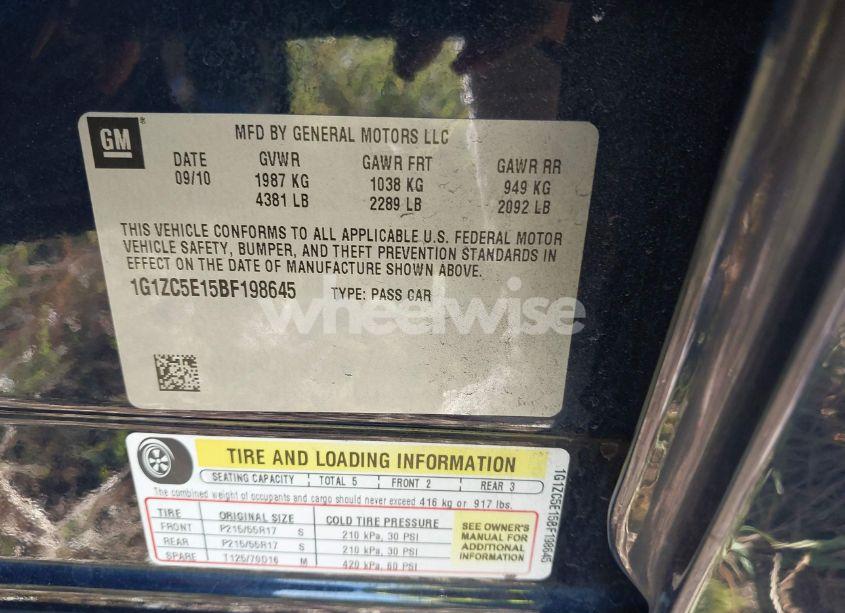 GM
MFD BY GENERAL MOTORS LLC
DATE GVWR GAWR FRT GAWR RR
09/10 1987 KG 1038 KG 949 KG
4381 LB 2289 LB 2092 LB
THIS VEHICLE CONFORMS TO ALL APPLICABLE U.S. FEDERAL MOTOR
VEHICLE SAFETY, BUMPER, AND THEFT PREVENTION STANDARDS IN
EFFECT ON THE DATE OF MANUFACTURE SHOWN ABOVE.
1G1ZC5E15BF198645 TYPE: PASS CAR
wheelwise
TIRE AND LOADING INFORMATION
SEATING CAPACITY TOTAL 5 FRONT 2 REAR 3
The combined weight of occupants and cargo should never exceed 416 kg or 917 lbs.
TIRE ORIGINAL SIZE COLD TIRE PRESSURE
FRONT P215/55R17 S 210 kPa, 30 PSI
REAR P215/55R17 S 210 kPa, 30 PSI
SPARE T125/70D16 M 420 kPa, 60 PSI
SEE OWNER'S
MANUAL FOR
ADDITIONAL
INFORMATION
1G1ZC5E15BF198645